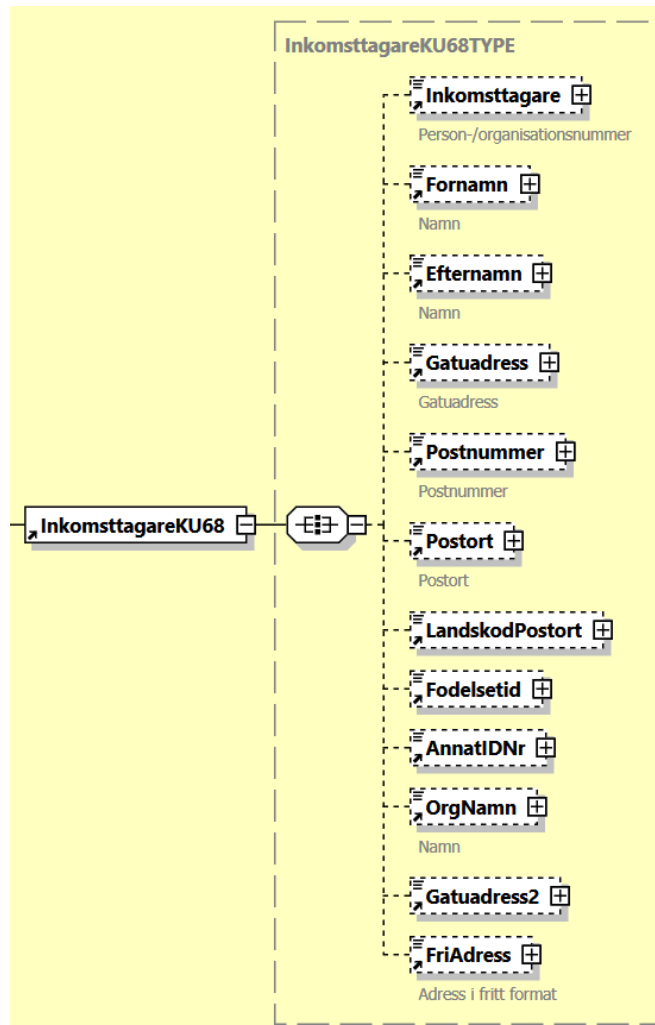 InkomsttagareKU68TYPE
Inkomsttagare
Person-/organisationsnummer
Fornamn
Namn
Efternamn
Namn
Gatuadress
Gatuadress
Postnummer
Postnummer
InkomsttagareKU68
Postort
Postort
LandskodPostort
Fodelsetid
AnnatIDNr
OrgNamn
Namn
Gatuadress2
FriAdress
Adress i fritt format